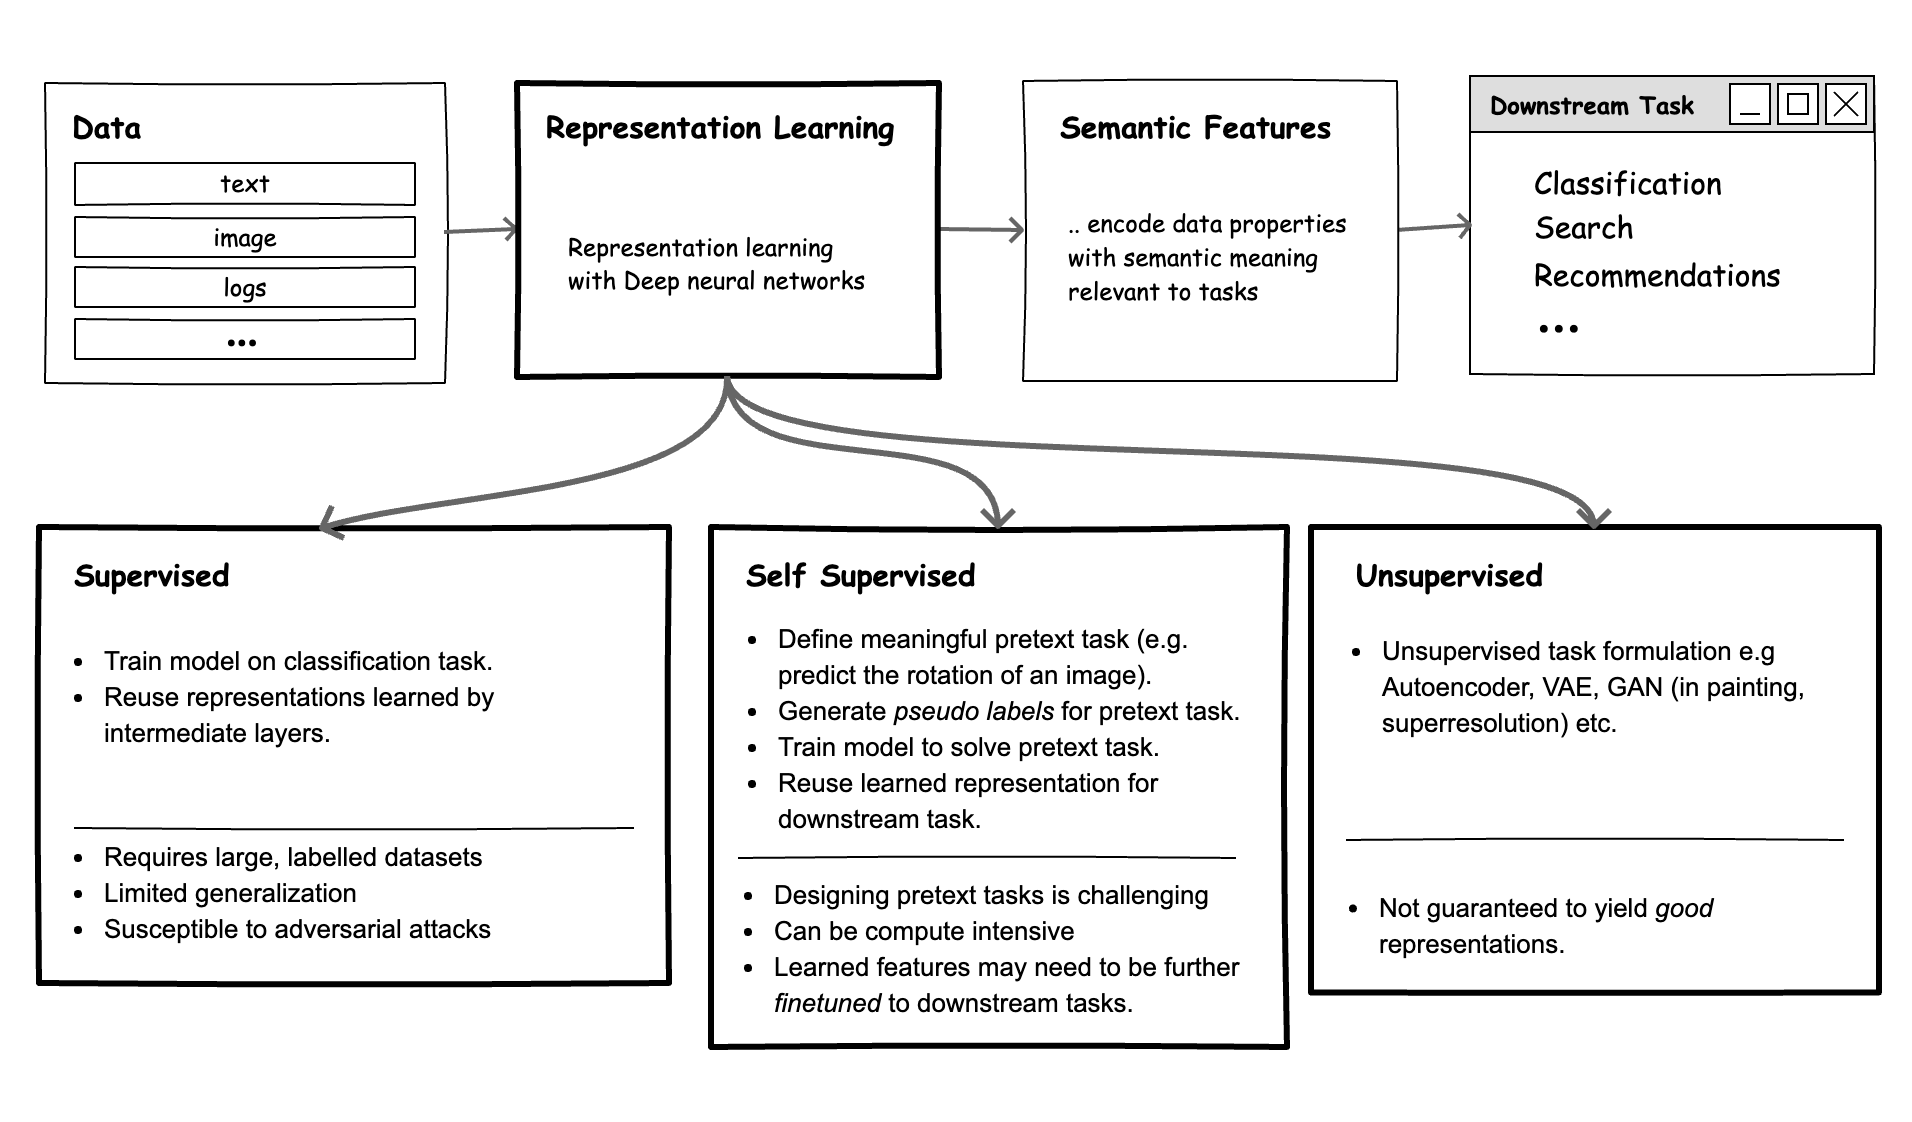 Data
text
image
logs
...
Representation Learning
Representation learning
with Deep neural networks
Semantic Features
.. encode data properties
with semantic meaning
relevant to tasks
Downstream Task
Classification
Search
Recommendations
...
Supervised
• Train model on classification task.
• Reuse representations learned by
intermediate layers.
• Requires large, labelled datasets
• Limited generalization
• Susceptible to adversarial attacks
Self Supervised
• Define meaningful pretext task (e.g.
predict the rotation of an image).
• Generate pseudo labels for pretext task.
• Train model to solve pretext task.
• Reuse learned representation for
downstream task.
• Designing pretext tasks is challenging
• Can be compute intensive
• Learned features may need to be further
finetuned to downstream tasks.
Unsupervised
• Unsupervised task formulation e.g
Autoencoder, VAE, GAN (in painting,
superresolution) etc.
• Not guaranteed to yield good
representations.